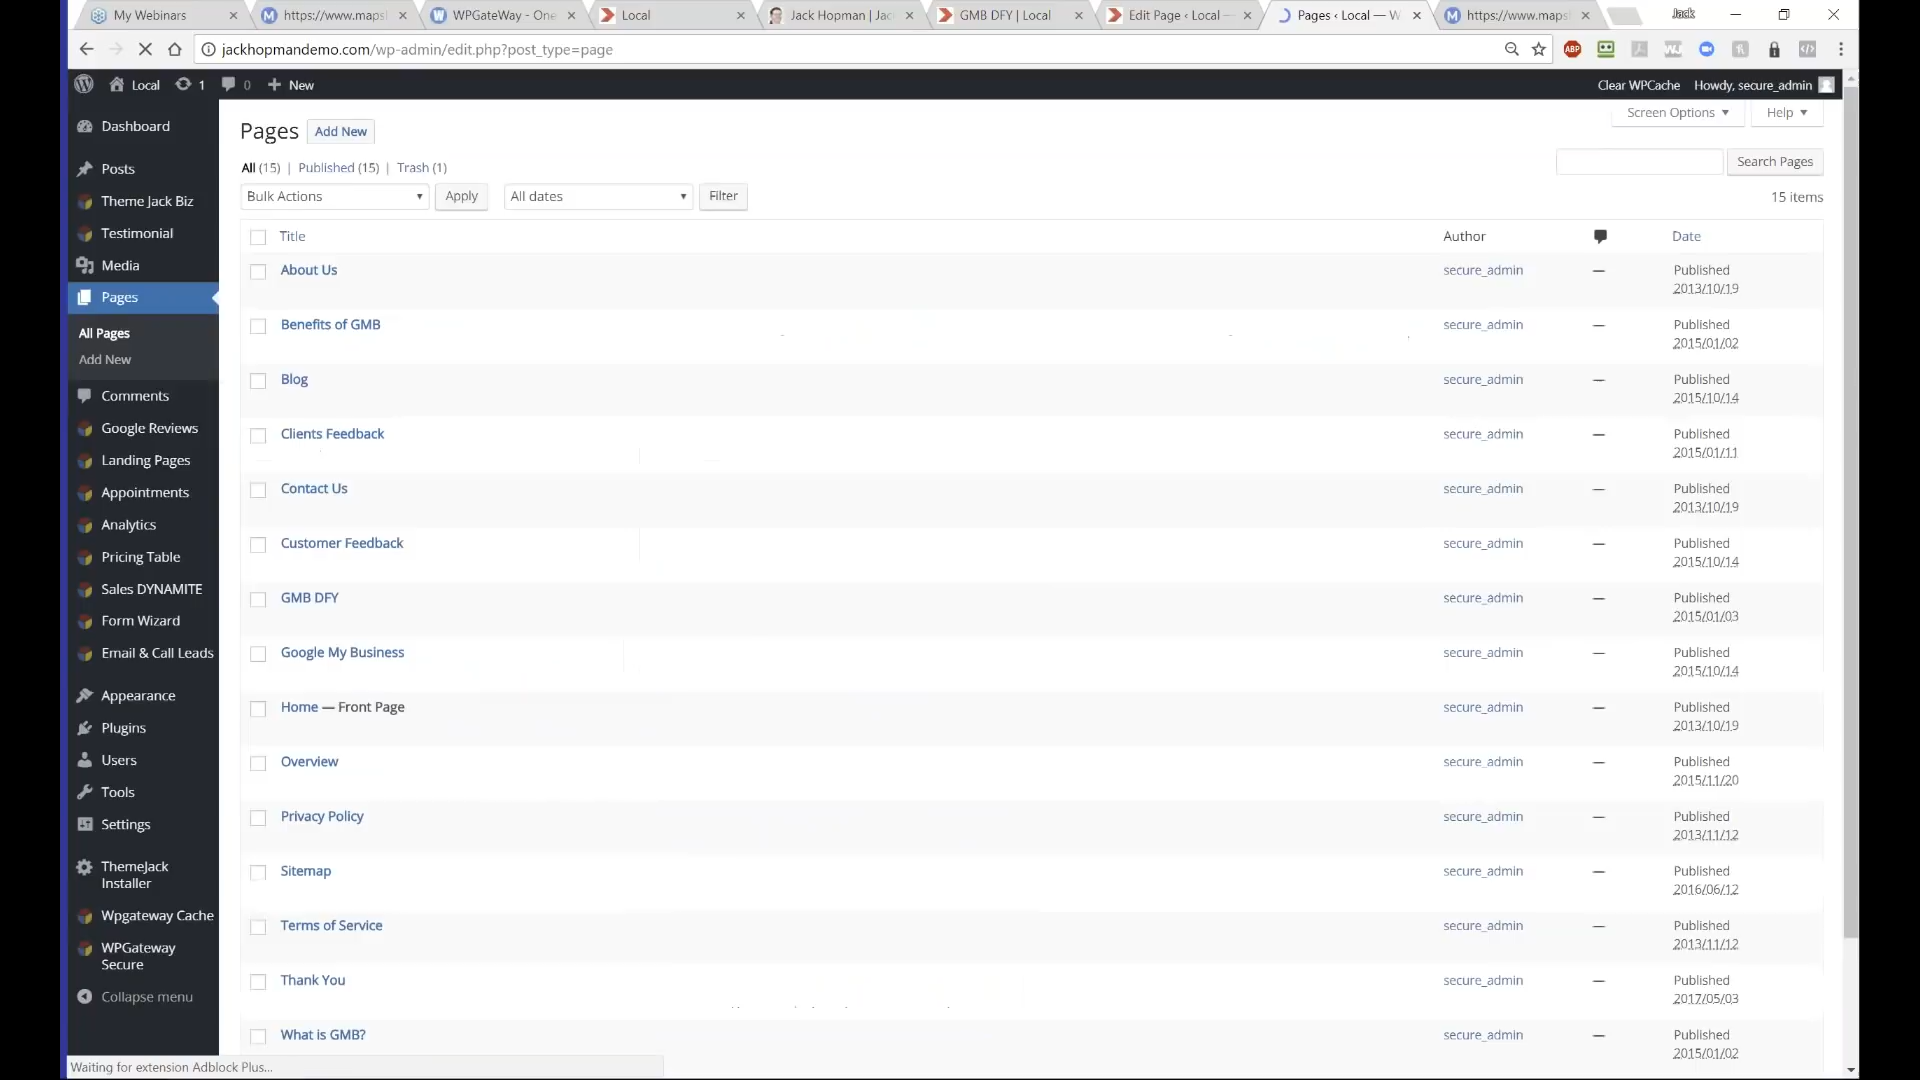 My Webinars
https://www.maps
WPGateWay - One
Local
Jack Hopman | Jac
GMB DFY | Local
Edit Page ‹ Local —
Pages ‹ Local — W
https://www.maps
Jack
jackhopmandemo.com/wp-admin/edit.php?post_type=page
ABP
Local
1
0
New
Clear WPCache
Howdy, secure_admin
Dashboard
Posts
Theme Jack Biz
Testimonial
Media
Pages
All Pages
Add New
Comments
Google Reviews
Landing Pages
Appointments
Analytics
Pricing Table
Sales DYNAMITE
Form Wizard
Email & Call Leads
Appearance
Plugins
Users
Tools
Settings
ThemeJack
Installer
Wpgateway Cache
WPGateway
Secure
Collapse menu
Screen Options
Help
Pages
Add New
All (15) | Published (15) | Trash (1)
Search Pages
Bulk Actions
Apply
All dates
Filter
15 items
Title
Author
Date
About Us
secure_admin
—
Published
2013/10/19
Benefits of GMB
secure_admin
—
Published
2015/01/02
Blog
secure_admin
—
Published
2015/10/14
Clients Feedback
secure_admin
—
Published
2015/01/11
Contact Us
secure_admin
—
Published
2013/10/19
Customer Feedback
secure_admin
—
Published
2015/10/14
GMB DFY
secure_admin
—
Published
2015/01/03
Google My Business
secure_admin
—
Published
2015/10/14
Home — Front Page
secure_admin
—
Published
2013/10/19
Overview
secure_admin
—
Published
2015/11/20
Privacy Policy
secure_admin
—
Published
2013/11/12
Sitemap
secure_admin
—
Published
2016/06/12
Terms of Service
secure_admin
—
Published
2013/11/12
Thank You
secure_admin
—
Published
2017/05/03
What is GMB?
secure_admin
—
Published
2015/01/02
Waiting for extension Adblock Plus...